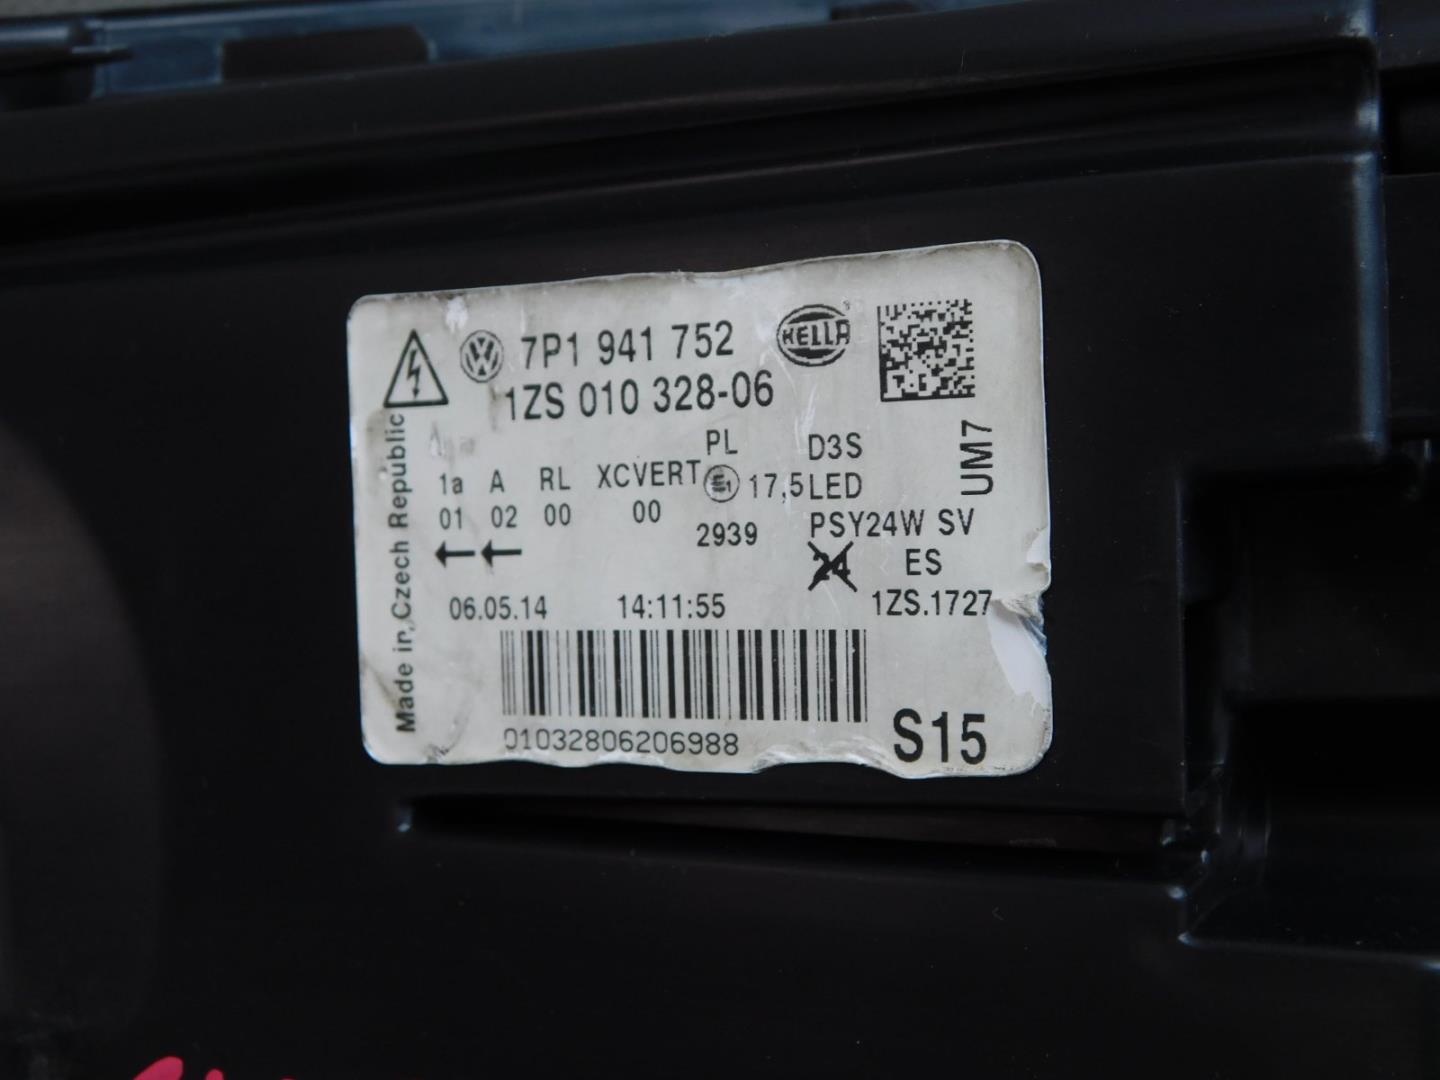 7P1 941 752
HELLA
1ZS 010 328-06
PL D3S
1a A RL XCVERT E1 17,5 LED
01 02 00 00 2939 PSY24W SV
24 ES
06.05.14 14:11:55 1ZS.1727
01032806206988
S15
UM7
Made in Czech Republic